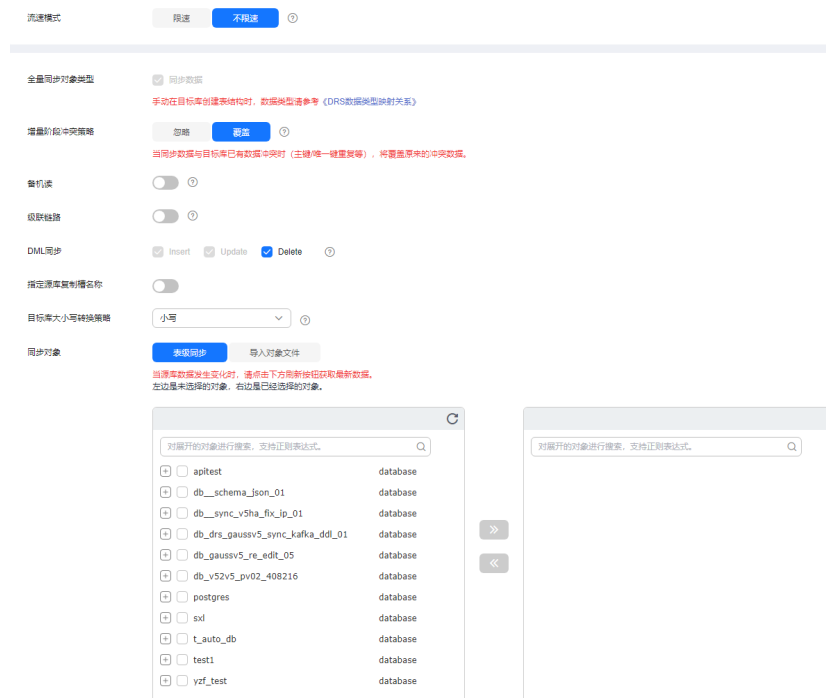 流速模式 限速 不限速
全量同步对象类型 同步数据
手动在目标库创建表结构时，数据类型请参考《DRS数据类型映射关系》
增量阶段冲突策略 忽略 覆盖
当同步数据与目标库已有数据冲突时（主键/唯一键重复等），将覆盖原来的冲突数据。
备机读
级联链路
DML同步 Insert Update Delete
指定源库复制槽名称
目标库大小写转换策略 小写
同步对象 表级同步 导入对象文件
当源库数据发生变化时，请点击下方刷新按钮获取最新数据。
左边是未选择的对象，右边是已经选择的对象。
对展开的对象进行搜索，支持正则表达式。 对展开的对象进行搜索，支持正则表达式。
apitest database
db__schema_json_01 database
db__sync_v5ha_fix_ip_01 database
db_drs_gaussv5_sync_kafka_ddl_01 database
db_gaussv5_re_edit_05 database
db_v52v5_pv02_408216 database
postgres database
sxl database
t_auto_db database
test1 database
yzf_test database